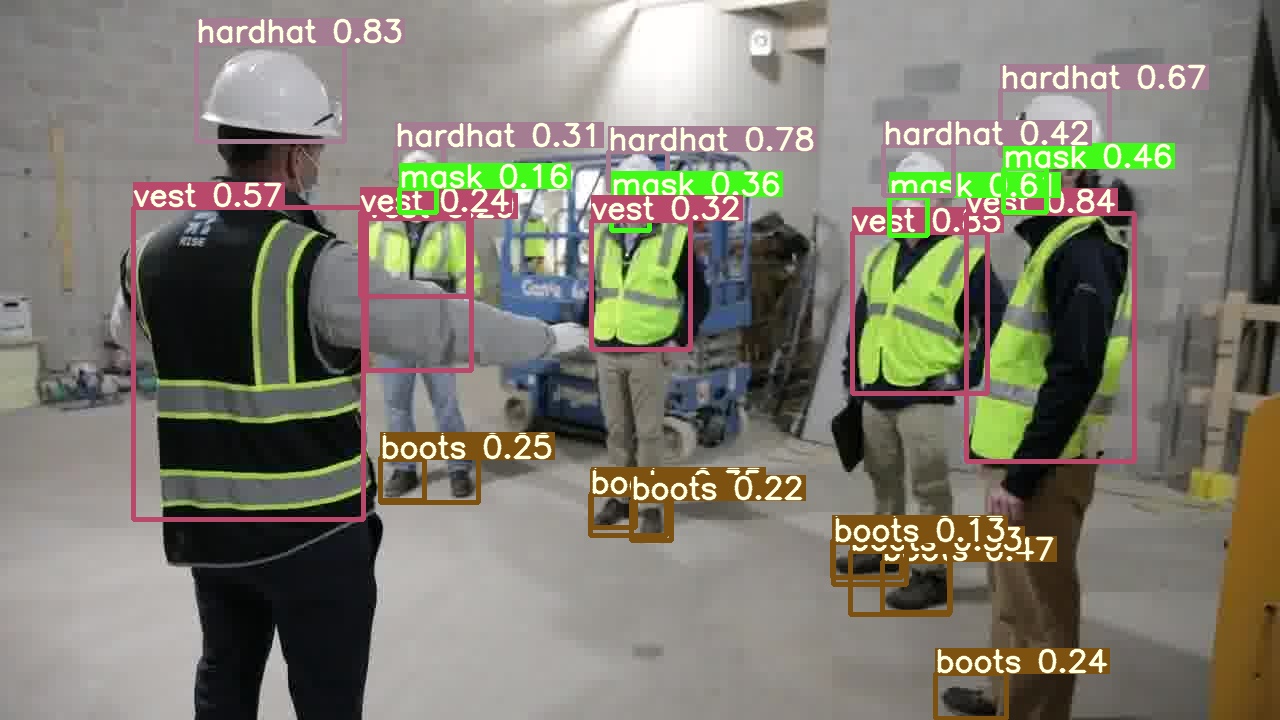 hardhat 0.83
hardhat 0.67
hardhat 0.31
hardhat 0.78
hardhat 0.42
mask 0.46
mask 0.16
mask 0.36
mask 0.6
vest 0.57
vest 0.24
vest 0.32
vest 0.84
RISE
Genie
boots 0.25
boots 0.22
boots 0.13
boots 0.24